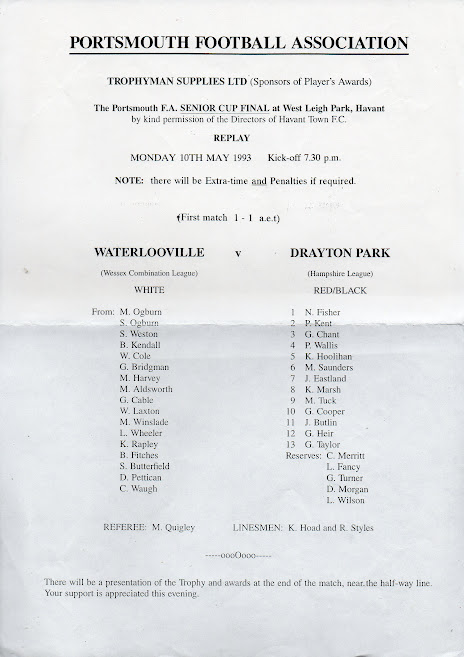 PORTSMOUTH FOOTBALL ASSOCIATION
TROPHYMAN SUPPLIES LTD (Sponsors of Player's Awards)
The Portsmouth F.A. SENIOR CUP FINAL at West Leigh Park, Havant
by kind permission of the Directors of Havant Town F.C.
REPLAY
MONDAY 10TH MAY 1993 Kick-off 7.30 p.m.
NOTE: there will be Extra-time and Penalties if required.
(First match 1 - 1 a.e.t)
WATERLOOVILLE v DRAYTON PARK
(Wessex Combination League) (Hampshire League)
WHITE RED/BLACK
From: M. Ogburn 1 N. Fisher
S. Ogburn 2 P. Kent
S. Weston 3 G. Chant
B. Kendall 4 P. Wallis
W. Cole 5 K. Hoolihan
G. Bridgman 6 M. Saunders
M. Harvey 7 J. Eastland
M. Aldsworth 8 K. Marsh
G. Cable 9 M. Tuck
W. Laxton 10 G. Cooper
M. Winslade 11 J. Butlin
L. Wheeler 12 G. Heir
K. Rapley 13 G. Taylor
B. Fitches Reserves: C. Merritt
S. Butterfield L. Fancy
D. Pettican G. Turner
C. Waugh D. Morgan
L. Wilson
REFEREE: M. Quigley LINESMEN: K. Hoad and R. Styles
-----oooOooo-----
There will be a presentation of the Trophy and awards at the end of the match, near the half-way line.
Your support is appreciated this evening.